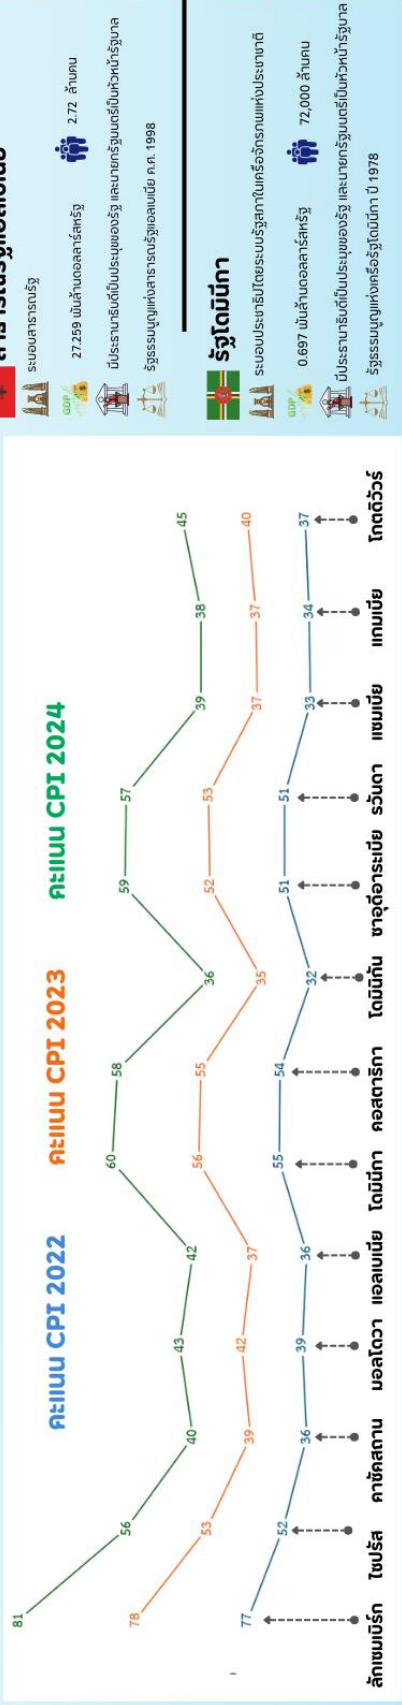 คะแนน CPI 2022
คะแนน CPI 2023
คะแนน CPI 2024
81
56
40
43
42
60
58
36
59
57
39
38
45
78
53
39
42
37
56
55
35
52
53
37
37
40
77
52
36
39
36
55
54
32
51
51
33
34
37
ลักเซมเบิร์ก
ไซปรัส
คาซัคสถาน
มอลโดวา
แอลเบเนีย
โดมินีกา
คอสตาริกา
โดมินิกัน
ซาอุดีอาระเบีย
รวันดา
แซมเบีย
แกมเบีย
โกตดิวัวร์
ระบอบสาธารณรัฐ
GDP
27.259 พันล้านดอลลาร์สหรัฐ
2.72 ล้านคน
มีประธานาธิบดีเป็นประมุขของรัฐ และนายกรัฐมนตรีเป็นหัวหน้ารัฐบาล
รัฐธรรมนูญแห่งสาธารณรัฐแอลเบเนีย ค.ศ. 1998
รัฐโดมินีกา
ระบอบประชาธิปไตยระบบรัฐสภาในเครือจักรภพแห่งประชาชาติ
GDP
0.697 พันล้านดอลลาร์สหรัฐ
72,000 ล้านคน
มีประธานาธิบดีเป็นประมุขของรัฐ และนายกรัฐมนตรีเป็นหัวหน้ารัฐบาล
รัฐธรรมนูญแห่งเครือรัฐโดมินีกา ปี 1978